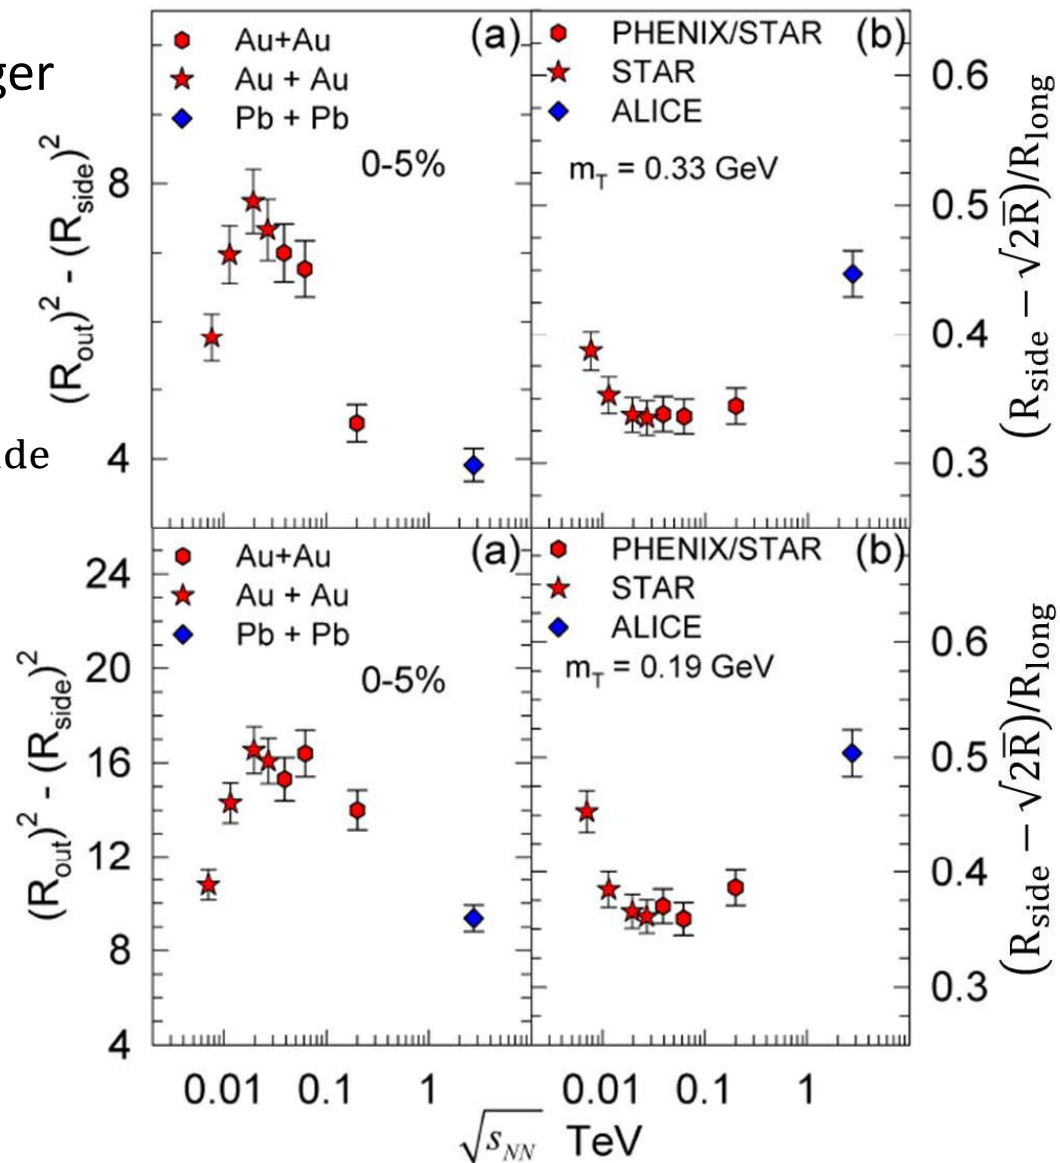 ger
de
(a)
Au+Au
Au + Au
Pb + Pb
0-5%
8
4
(R_out)^2 - (R_side)^2
(b)
PHENIX/STAR
STAR
ALICE
m_T = 0.33 GeV
0.6
0.5
0.4
0.3
(R_side − √2R̅)/R_long
(a)
Au+Au
Au + Au
Pb + Pb
0-5%
24
20
16
12
8
4
(R_out)^2 - (R_side)^2
(b)
PHENIX/STAR
STAR
ALICE
m_T = 0.19 GeV
0.6
0.5
0.4
0.3
(R_side − √2R̅)/R_long
0.01 0.1 1
0.01 0.1 1
√s_NN TeV